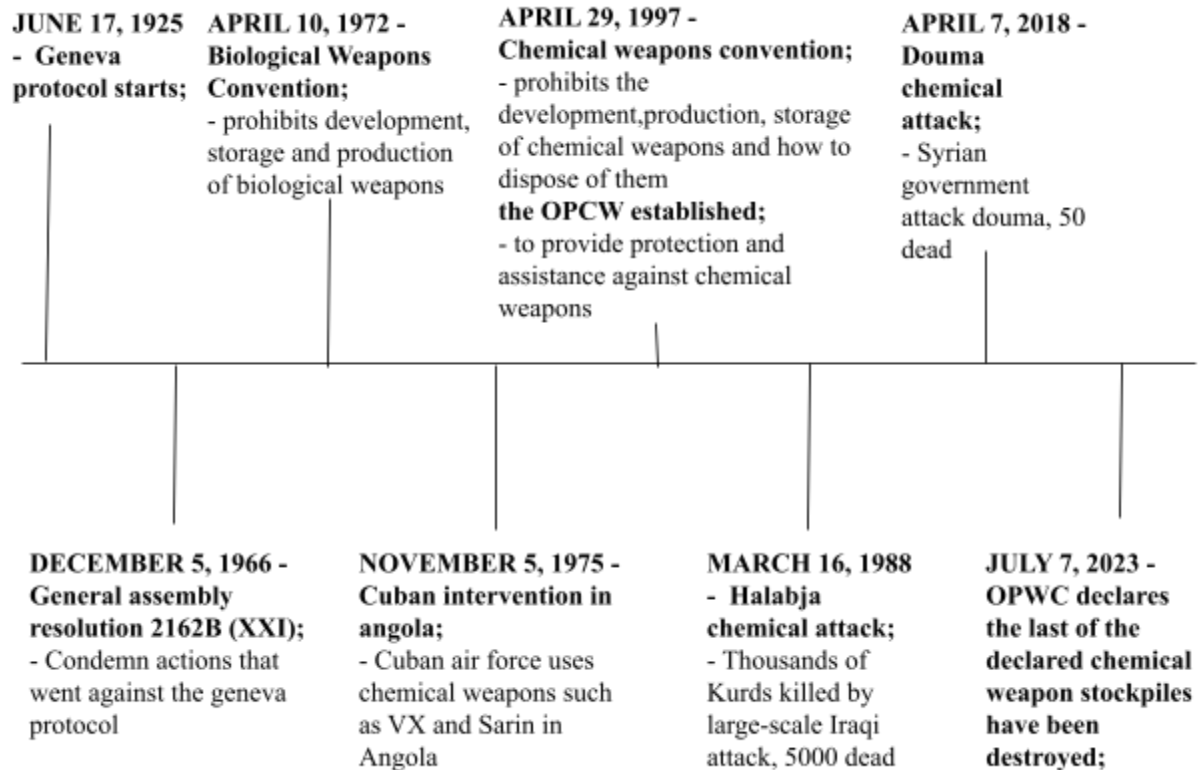 JUNE 17, 1925
- Geneva
protocol starts;
APRIL 10, 1972 -
Biological Weapons
Convention;
- prohibits development,
storage and production
of biological weapons
APRIL 29, 1997 -
Chemical weapons convention;
- prohibits the
development,production, storage
of chemical weapons and how to
dispose of them
the OPCW established;
- to provide protection and
assistance against chemical
weapons
APRIL 7, 2018 -
Douma
chemical
attack;
- Syrian
government
attack douma, 50
dead
DECEMBER 5, 1966 -
General assembly
resolution 2162B (XXI);
- Condemn actions that
went against the geneva
protocol
NOVEMBER 5, 1975 -
Cuban intervention in
angola;
- Cuban air force uses
chemical weapons such
as VX and Sarin in
Angola
MARCH 16, 1988
- Halabja
chemical attack;
- Thousands of
Kurds killed by
large-scale Iraqi
attack, 5000 dead
JULY 7, 2023 -
OPWC declares
the last of the
declared chemical
weapon stockpiles
have been
destroyed;